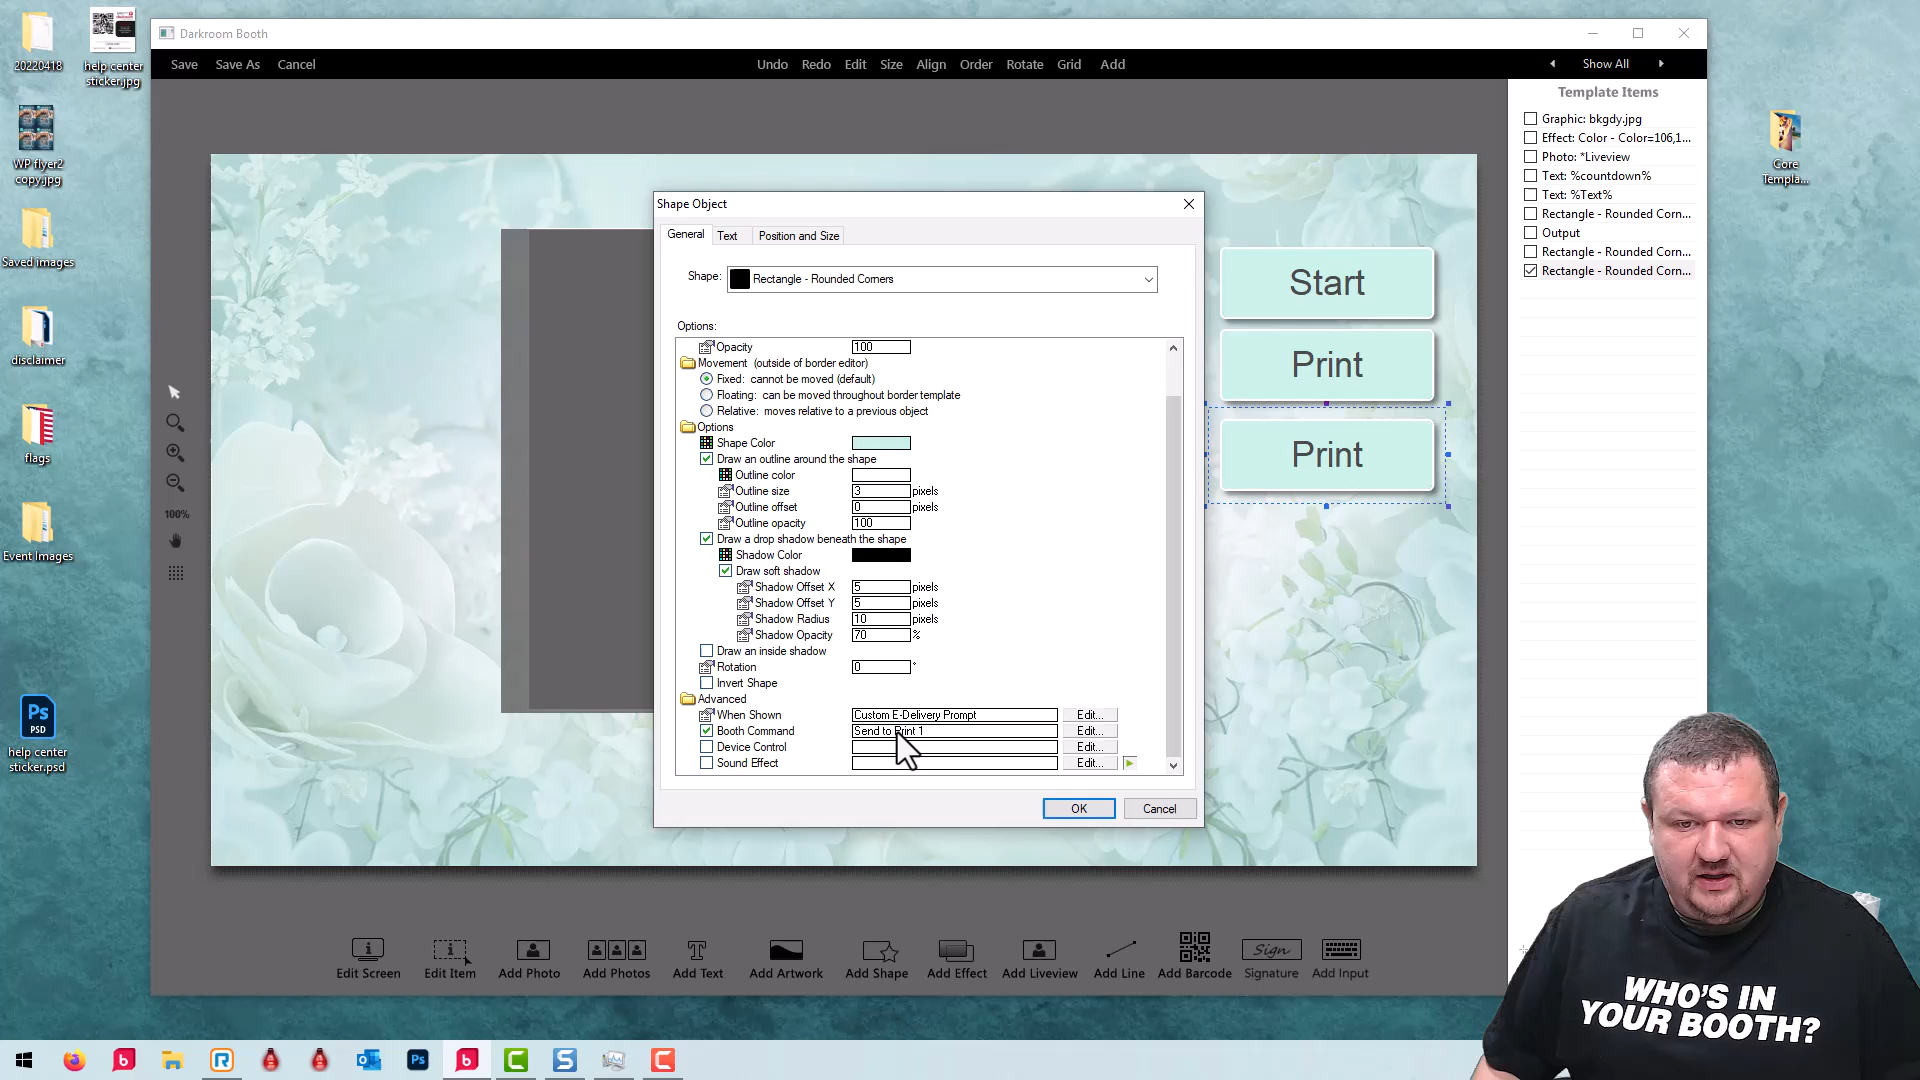 20220418
help center
sticker.jpg
WP flyer2
copy.jpg
Saved images
disclaimer
flags
Event Images
Ps
PSD
help center
sticker.psd
Darkroom Booth
Save Save As Cancel Undo Redo Edit Size Align Order Rotate Grid Add Show All
Template Items
Graphic: bkgdy.jpg
Effect: Color - Color=106,1...
Photo: *Liveview
Text: %countdown%
Text: %Text%
Rectangle - Rounded Corn...
Output
Rectangle - Rounded Corn...
Rectangle - Rounded Corn...
Core
Templa...
100%
Start
Print
Print
Shape Object
General Text Position and Size
Shape: Rectangle - Rounded Corners
Options:
Opacity 100
Movement (outside of border editor)
Fixed: cannot be moved (default)
Floating: can be moved throughout border template
Relative: moves relative to a previous object
Options
Shape Color
Draw an outline around the shape
Outline color
Outline size 3 pixels
Outline offset 0 pixels
Outline opacity 100
Draw a drop shadow beneath the shape
Shadow Color
Draw soft shadow
Shadow Offset X 5 pixels
Shadow Offset Y 5 pixels
Shadow Radius 10 pixels
Shadow Opacity 70 %
Draw an inside shadow
Rotation 0 °
Invert Shape
Advanced
When Shown Custom E-Delivery Prompt Edit...
Booth Command Send to Print 1 Edit...
Device Control Edit...
Sound Effect Edit...
OK Cancel
Edit Screen Edit Item Add Photo Add Photos Add Text Add Artwork Add Shape Add Effect Add Liveview Add Line Add Barcode Signature Add Input
Sign
WHO'S IN
YOUR BOOTH?
b R Ps b C S C